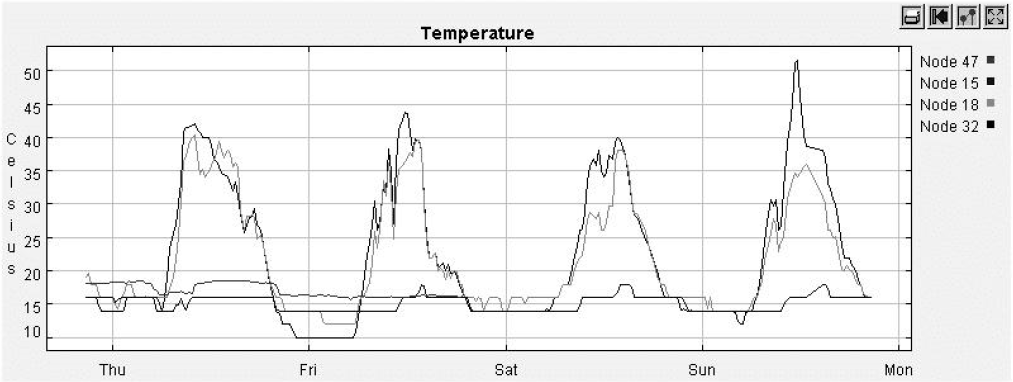 Temperature
Node 47
Node 15
Node 18
Node 32
50
45
40
35
30
25
20
15
10
Celsius
Thu Fri Sat Sun Mon